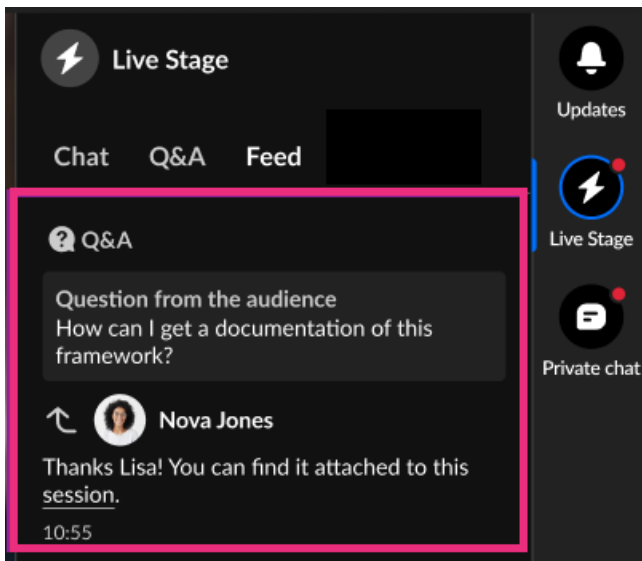 Live Stage
Chat Q&A Feed
Q&A
Question from the audience
How can I get a documentation of this
framework?
Nova Jones
Thanks Lisa! You can find it attached to this
session.
10:55
Updates
Live Stage
Private chat